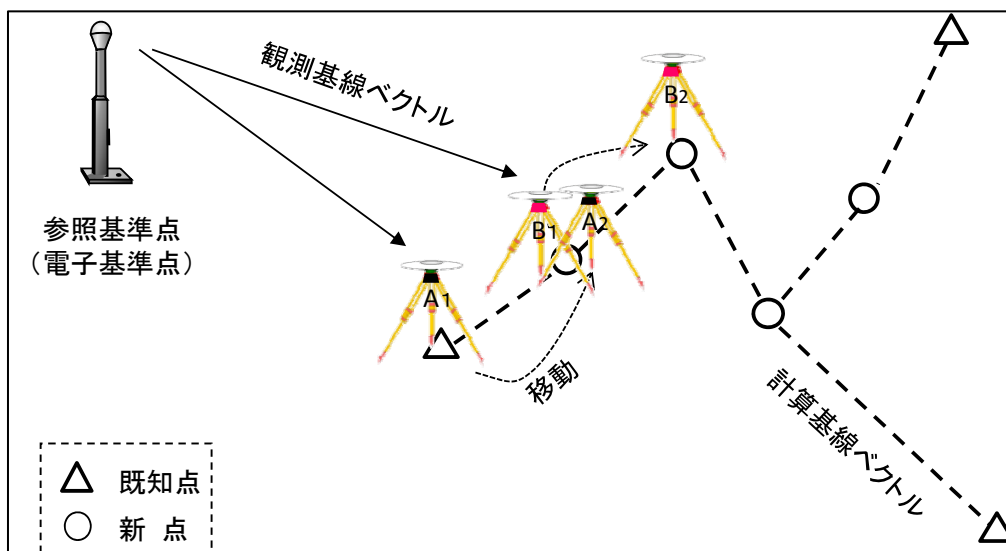 観測基線ベクトル
B2
参照基準点
（電子基準点）
B1
A2
A1
移動
計算基線ベクトル
既知点
新 点